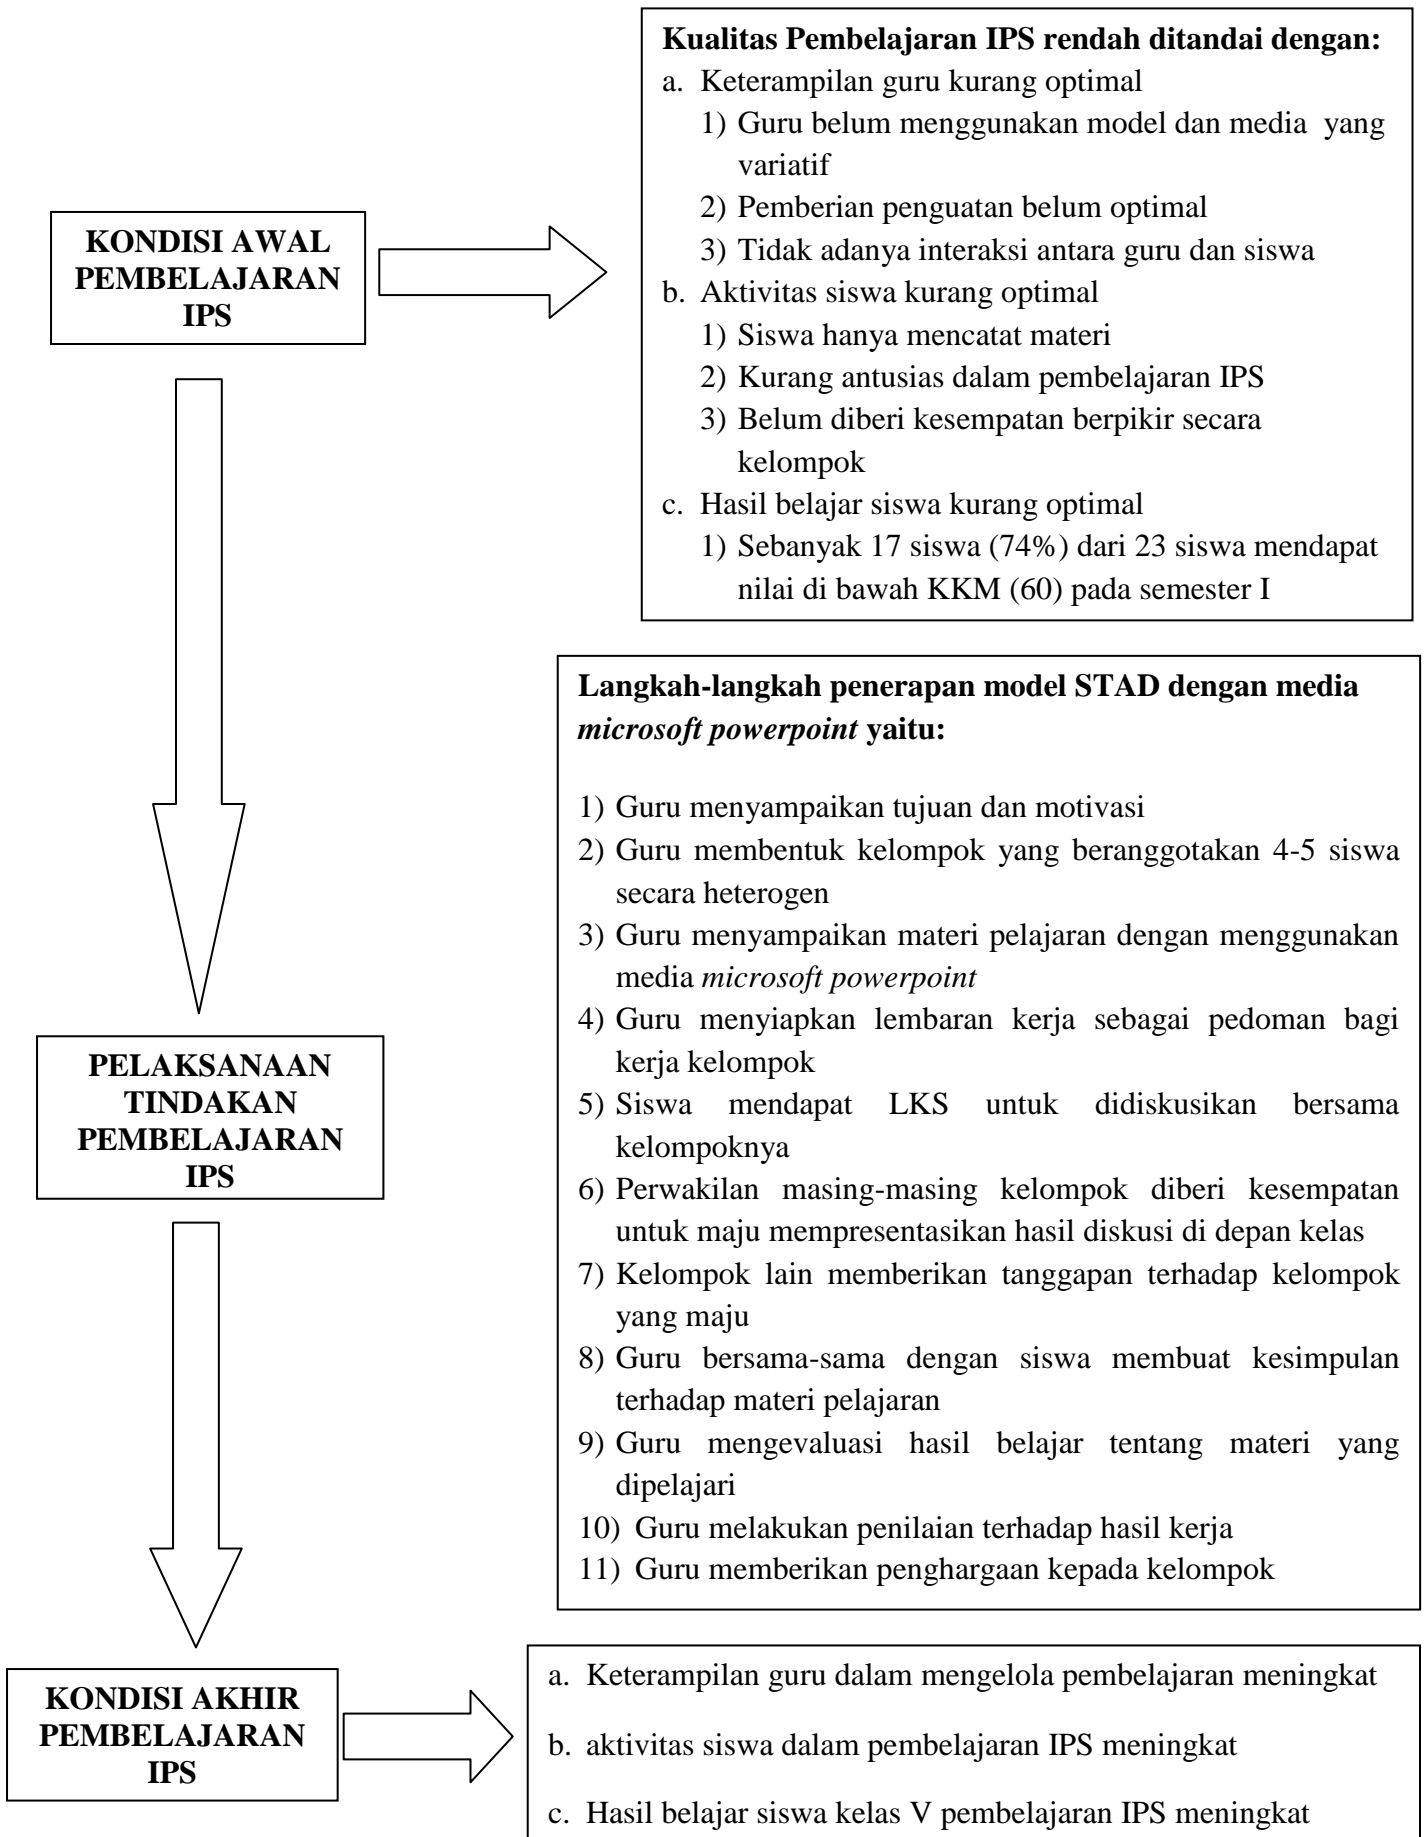 Kualitas Pembelajaran IPS rendah ditandai dengan:
a. Keterampilan guru kurang optimal
1) Guru belum menggunakan model dan media yang
variatif
2) Pemberian penguatan belum optimal
3) Tidak adanya interaksi antara guru dan siswa
b. Aktivitas siswa kurang optimal
1) Siswa hanya mencatat materi
2) Kurang antusias dalam pembelajaran IPS
3) Belum diberi kesempatan berpikir secara
kelompok
c. Hasil belajar siswa kurang optimal
1) Sebanyak 17 siswa (74%) dari 23 siswa mendapat
nilai di bawah KKM (60) pada semester I
KONDISI AWAL
PEMBELAJARAN
IPS
Langkah-langkah penerapan model STAD dengan media
microsoft powerpoint yaitu:
1) Guru menyampaikan tujuan dan motivasi
2) Guru membentuk kelompok yang beranggotakan 4-5 siswa
secara heterogen
3) Guru menyampaikan materi pelajaran dengan menggunakan
media microsoft powerpoint
4) Guru menyiapkan lembaran kerja sebagai pedoman bagi
kerja kelompok
5) Siswa mendapat LKS untuk didiskusikan bersama
kelompoknya
6) Perwakilan masing-masing kelompok diberi kesempatan
untuk maju mempresentasikan hasil diskusi di depan kelas
7) Kelompok lain memberikan tanggapan terhadap kelompok
yang maju
8) Guru bersama-sama dengan siswa membuat kesimpulan
terhadap materi pelajaran
9) Guru mengevaluasi hasil belajar tentang materi yang
dipelajari
10) Guru melakukan penilaian terhadap hasil kerja
11) Guru memberikan penghargaan kepada kelompok
PELAKSANAAN
TINDAKAN
PEMBELAJARAN
IPS
KONDISI AKHIR
PEMBELAJARAN
IPS
a. Keterampilan guru dalam mengelola pembelajaran meningkat
b. aktivitas siswa dalam pembelajaran IPS meningkat
c. Hasil belajar siswa kelas V pembelajaran IPS meningkat